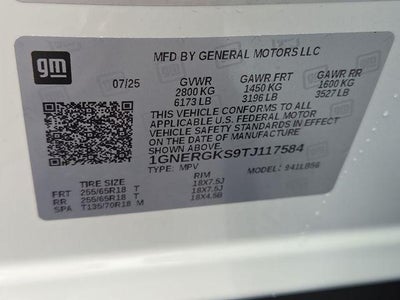 gm
MFD BY GENERAL MOTORS LLC
07/25 GVWR GAWR FRT GAWR RR
2800 KG 1450 KG 1600 KG
6173 LB 3196 LB 3527 LB
THIS VEHICLE CONFORMS TO ALL
APPLICABLE U.S. FEDERAL MOTOR
VEHICLE SAFETY STANDARDS IN EFFECT
ON THE DATE OF MANUFACTURE
SHOWN ABOVE.
1GNERGKS9TJ117584
TYPE: MPV MODEL: 941LB56
TIRE SIZE RIM
FRT 255/65R18 T 18X7.5J
RR 255/65R18 T 18X7.5J
SPA T135/70R18 M 18X4.5B